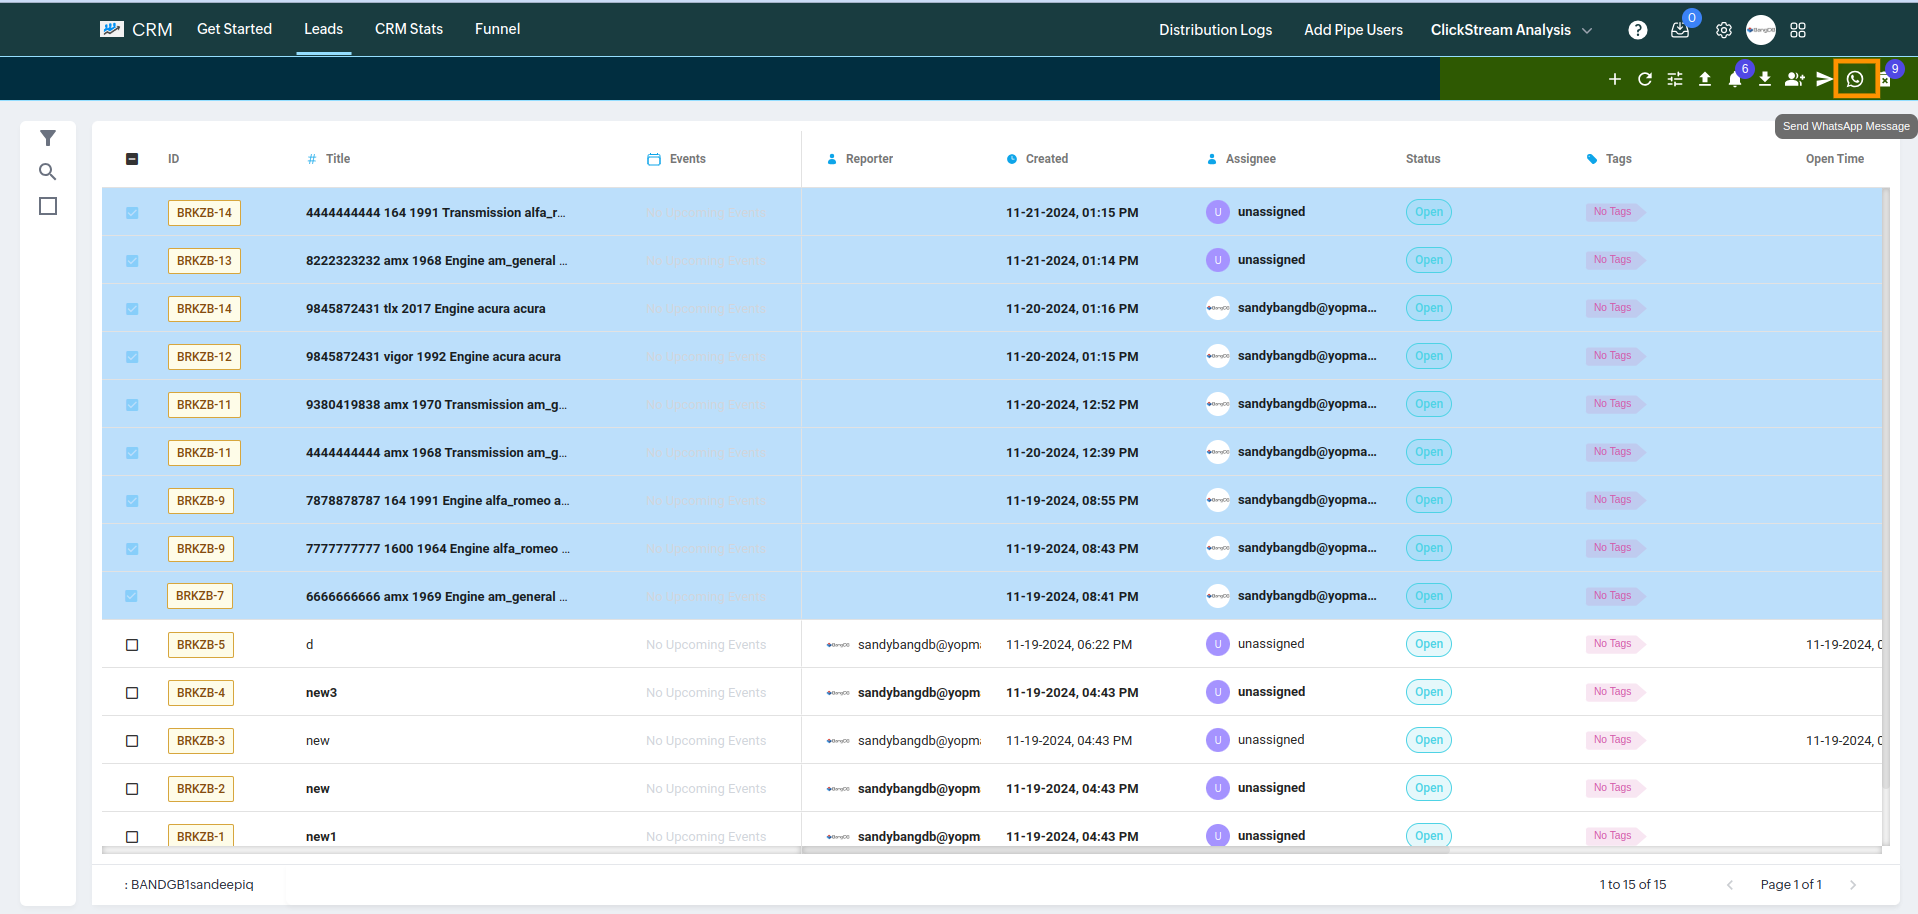 CRM Get Started Leads CRM Stats Funnel Distribution Logs Add Pipe Users ClickStream Analysis ? 0
6 9
Send WhatsApp Message
ID # Title Events Reporter Created Assignee Status Tags Open Time
BRKZB-14 4444444444 164 1991 Transmission alfa_r... No Upcoming Events 11-21-2024, 01:15 PM U unassigned Open No Tags
BRKZB-13 8222323232 amx 1968 Engine am_general ... No Upcoming Events 11-21-2024, 01:14 PM U unassigned Open No Tags
BRKZB-14 9845872431 tlx 2017 Engine acura acura No Upcoming Events 11-20-2024, 01:16 PM BangDB sandybangdb@yopma... Open No Tags
BRKZB-12 9845872431 vigor 1992 Engine acura acura No Upcoming Events 11-20-2024, 01:15 PM BangDB sandybangdb@yopma... Open No Tags
BRKZB-11 9380419838 amx 1970 Transmission am_g... No Upcoming Events 11-20-2024, 12:52 PM BangDB sandybangdb@yopma... Open No Tags
BRKZB-11 4444444444 amx 1968 Transmission am_g... No Upcoming Events 11-20-2024, 12:39 PM BangDB sandybangdb@yopma... Open No Tags
BRKZB-9 7878878787 164 1991 Engine alfa_romeo a... No Upcoming Events 11-19-2024, 08:55 PM BangDB sandybangdb@yopma... Open No Tags
BRKZB-9 7777777777 1600 1964 Engine alfa_romeo ... No Upcoming Events 11-19-2024, 08:43 PM BangDB sandybangdb@yopma... Open No Tags
BRKZB-7 6666666666 amx 1969 Engine am_general ... No Upcoming Events 11-19-2024, 08:41 PM BangDB sandybangdb@yopma... Open No Tags
BRKZB-5 d No Upcoming Events BangDB sandybangdb@yopm 11-19-2024, 06:22 PM U unassigned Open No Tags 11-19-2024, 0
BRKZB-4 new3 No Upcoming Events BangDB sandybangdb@yopm 11-19-2024, 04:43 PM U unassigned Open No Tags
BRKZB-3 new No Upcoming Events BangDB sandybangdb@yopm 11-19-2024, 04:43 PM U unassigned Open No Tags 11-19-2024, 0
BRKZB-2 new No Upcoming Events BangDB sandybangdb@yopm 11-19-2024, 04:43 PM U unassigned Open No Tags
BRKZB-1 new1 No Upcoming Events BangDB sandybangdb@yopm 11-19-2024, 04:43 PM U unassigned Open No Tags
: BANDGB1sandeepiq 1 to 15 of 15 Page 1 of 1